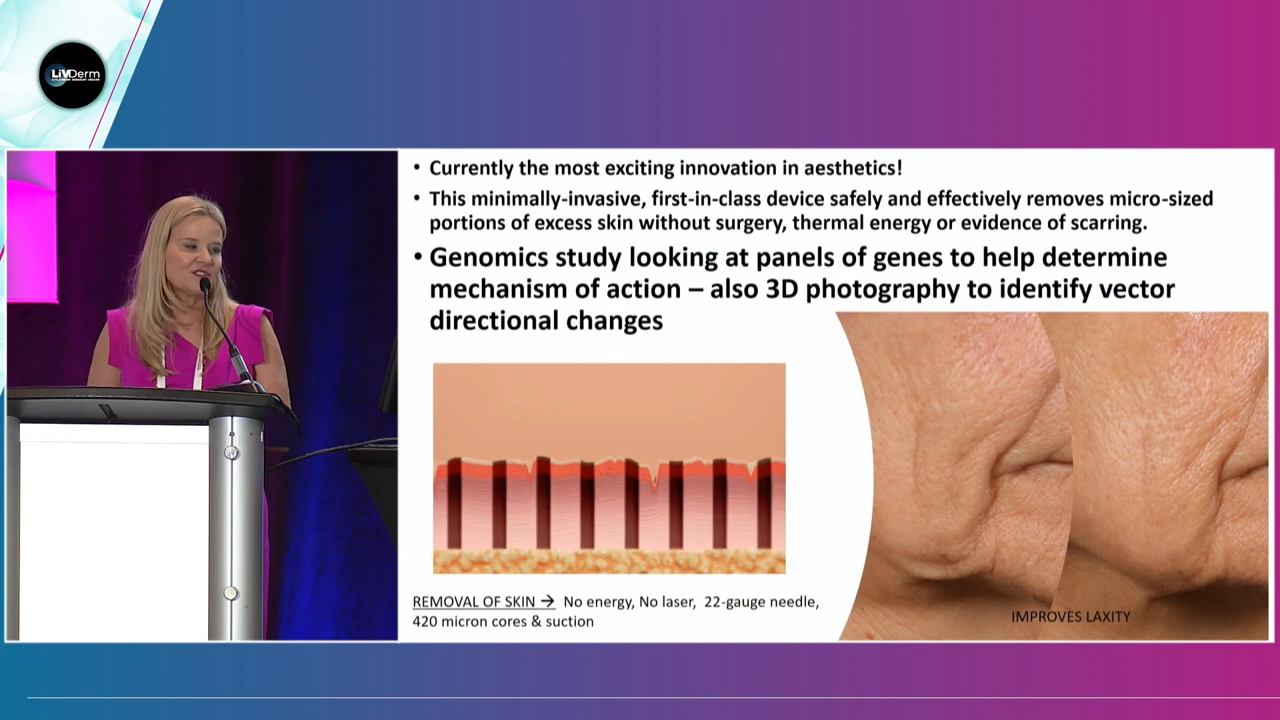 LiVDerm
• Currently the most exciting innovation in aesthetics!
• This minimally-invasive, first-in-class device safely and effectively removes micro-sized
portions of excess skin without surgery, thermal energy or evidence of scarring.
• Genomics study looking at panels of genes to help determine
mechanism of action – also 3D photography to identify vector
directional changes
REMOVAL OF SKIN → No energy, No laser, 22-gauge needle,
420 micron cores & suction
IMPROVES LAXITY